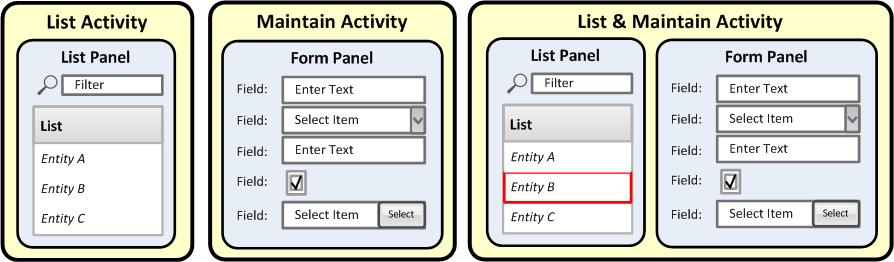 List Activity
List Panel
Filter
List
Entity A
Entity B
Entity C
Maintain Activity
Form Panel
Field: Enter Text
Field: Select Item
Field: Enter Text
Field:
Field: Select Item Select
List & Maintain Activity
List Panel
Filter
List
Entity A
Entity B
Entity C
Form Panel
Field: Enter Text
Field: Select Item
Field: Enter Text
Field:
Field: Select Item Select